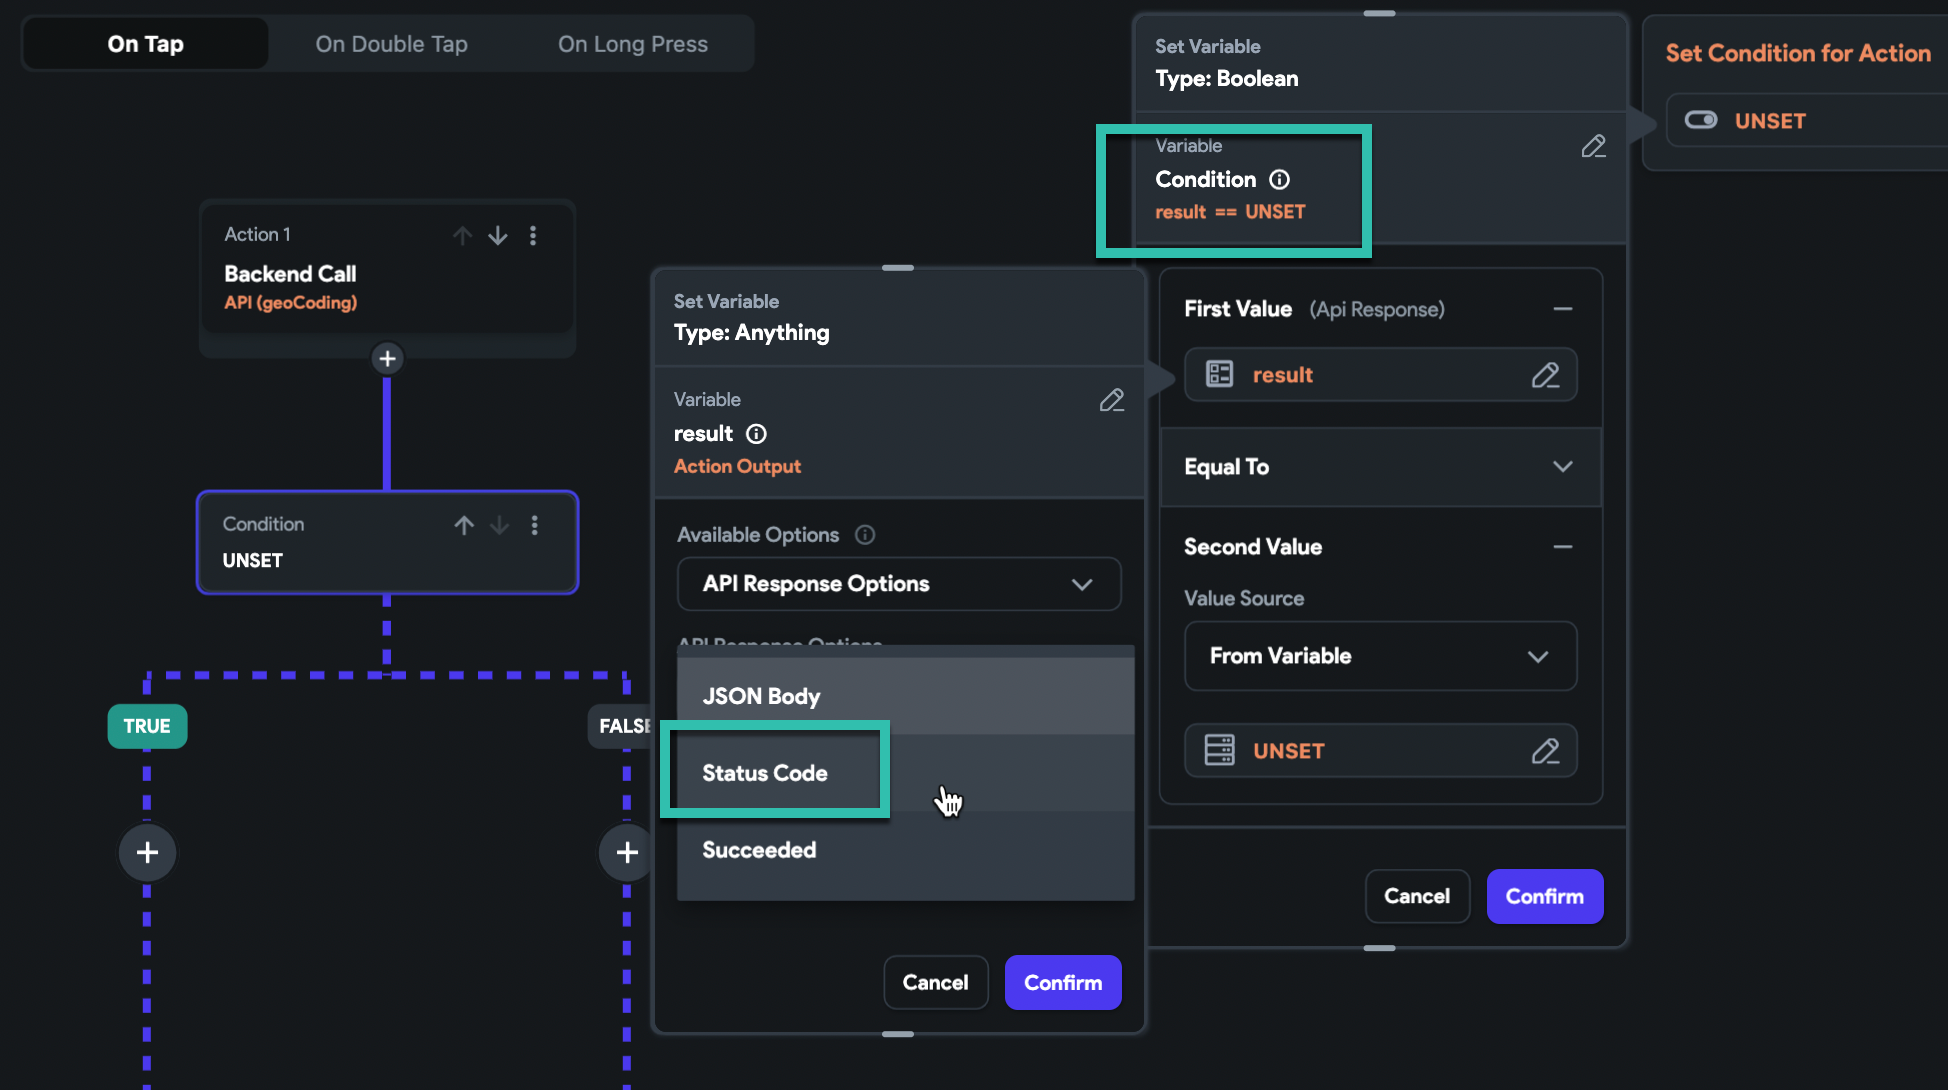 On Tap
On Double Tap
On Long Press
Action 1
Backend Call
API (geoCoding)
Condition
UNSET
TRUE
FALSE
Set Variable
Type: Anything
Variable
result
Action Output
Available Options
API Response Options
API Response Options
JSON Body
Status Code
Succeeded
Cancel
Confirm
Set Variable
Type: Boolean
Variable
Condition
result == UNSET
First Value (Api Response)
result
Equal To
Second Value
Value Source
From Variable
UNSET
Cancel
Confirm
Set Condition for Action
UNSET